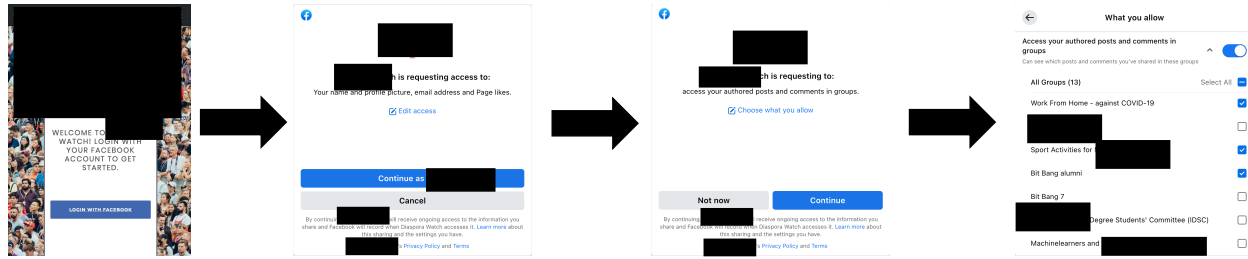 WELCOME TO
WATCH! LOGIN WITH
YOUR FACEBOOK
ACCOUNT TO GET
STARTED.
LOGIN WITH FACEBOOK
h is requesting access to:
Your name and profile picture, email address and Page likes.
Edit access
Continue as
Cancel
By continuing, will receive ongoing access to the information you
share and Facebook will record when Diaspora Watch accesses it. Learn more about
this sharing and the settings you have.
's Privacy Policy and Terms
ch is requesting to:
access your authored posts and comments in groups.
Choose what you allow
Not now
Continue
By continuing, receive ongoing access to the information you
share and Facebook will record when Diaspora Watch accesses it. Learn more about
this sharing and the settings you have.
's Privacy Policy and Terms
What you allow
Access your authored posts and comments in
groups
Can see which posts and comments you've shared in these groups
All Groups (13)
Select All
Work From Home - against COVID-19
Sport Activities for
Bit Bang alumni
Bit Bang 7
Degree Students' Committee (IDSC)
Machinelearners and